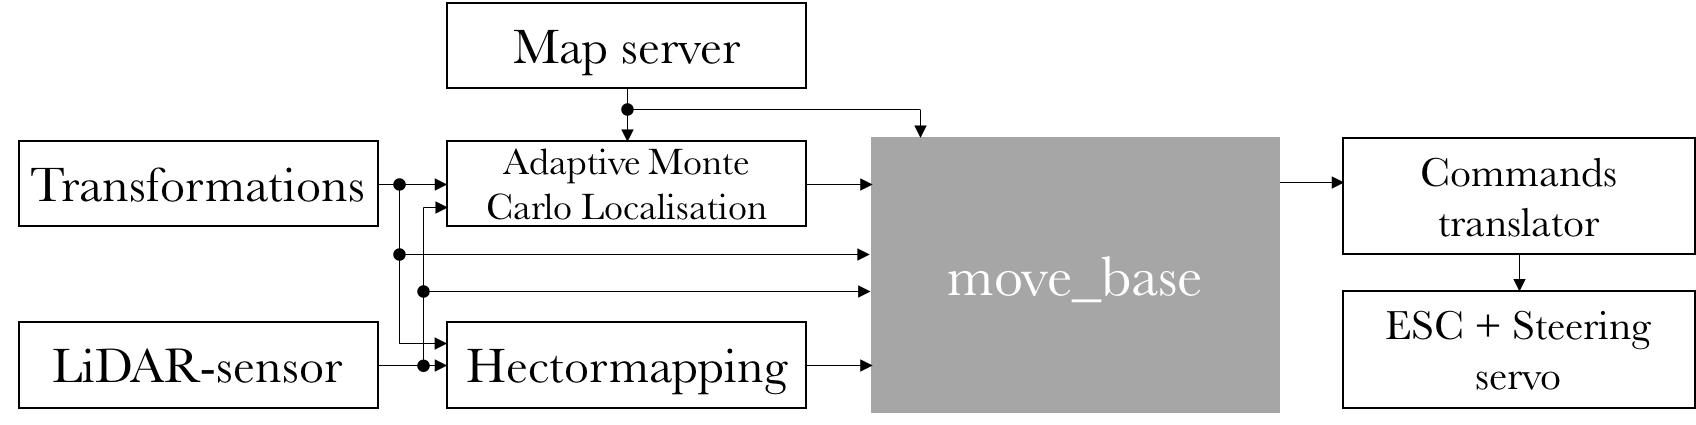 Map server
Transformations
Adaptive Monte
Carlo Localisation
move_base
Commands
translator
LiDAR-sensor
Hectormapping
ESC + Steering
servo